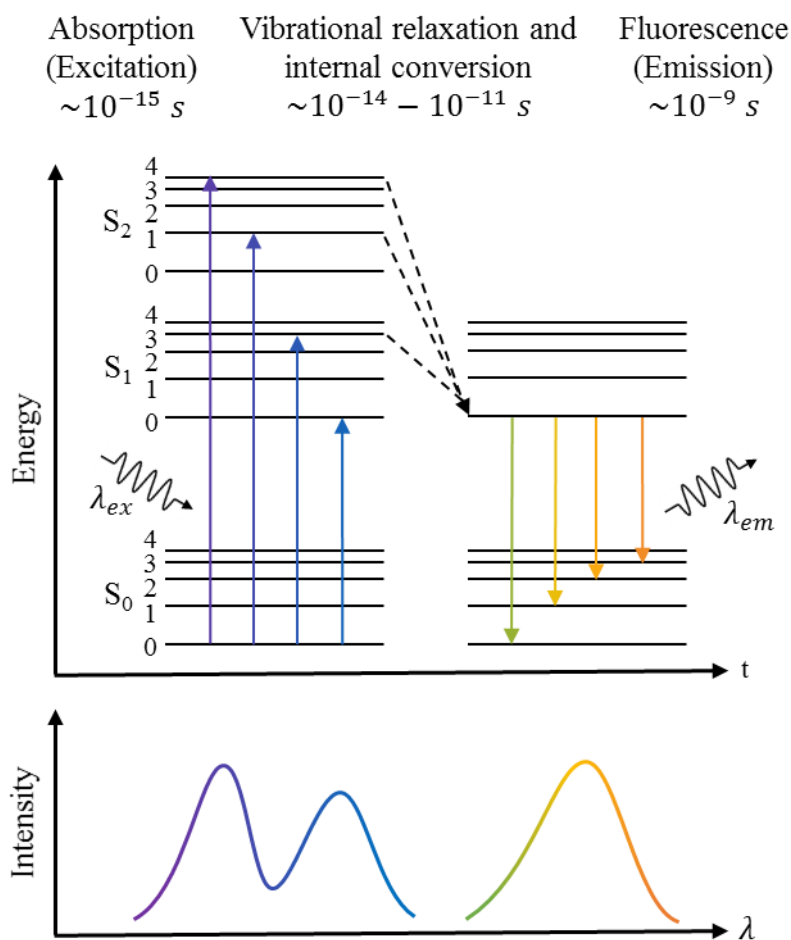 Absorption
(Excitation)
~10⁻¹⁵ s
Vibrational relaxation and
internal conversion
~10⁻¹⁴ − 10⁻¹¹ s
Fluorescence
(Emission)
~10⁻⁹ s
Energy
S₂
4
3
2
1
0
S₁
4
3
2
1
0
λₑₓ
λₑₘ
S₀
4
3
2
1
0
t
Intensity
λ